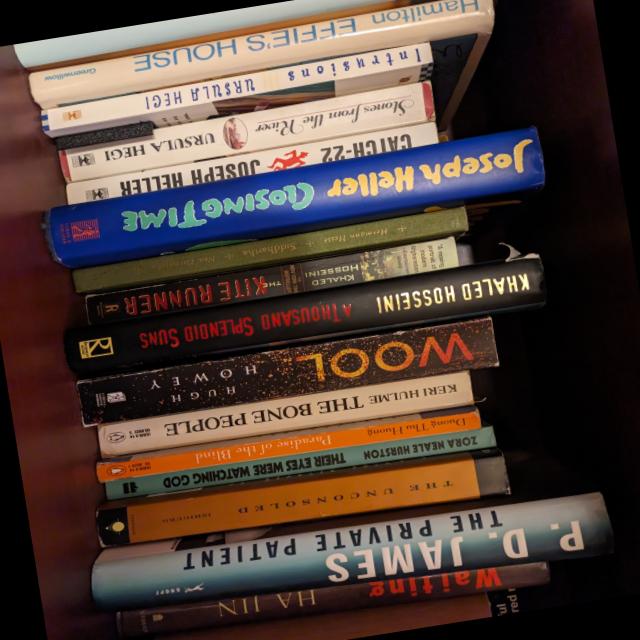 Hamilton EFFIE'S HOUSE Greenwillow
Intrusions URSULA HEGI
Stones from the River URSULA HEGI
CATCH-22 JOSEPH HELLER
Joseph Heller CLOSING TIME
Hermann Hesse Siddhartha
THE KITE RUNNER KHALED HOSSEINI
KHALED HOSSEINI A THOUSAND SPLENDID SUNS
WOOL HUGH HOWEY
KERI HULME THE BONE PEOPLE
Duong Thu Huong Paradise of the Blind
ZORA NEALE HURSTON THEIR EYES WERE WATCHING GOD
THE UNCONSOLED ISHIGURO
P. D. JAMES THE PRIVATE PATIENT KNOPF
Waiting HA JIN